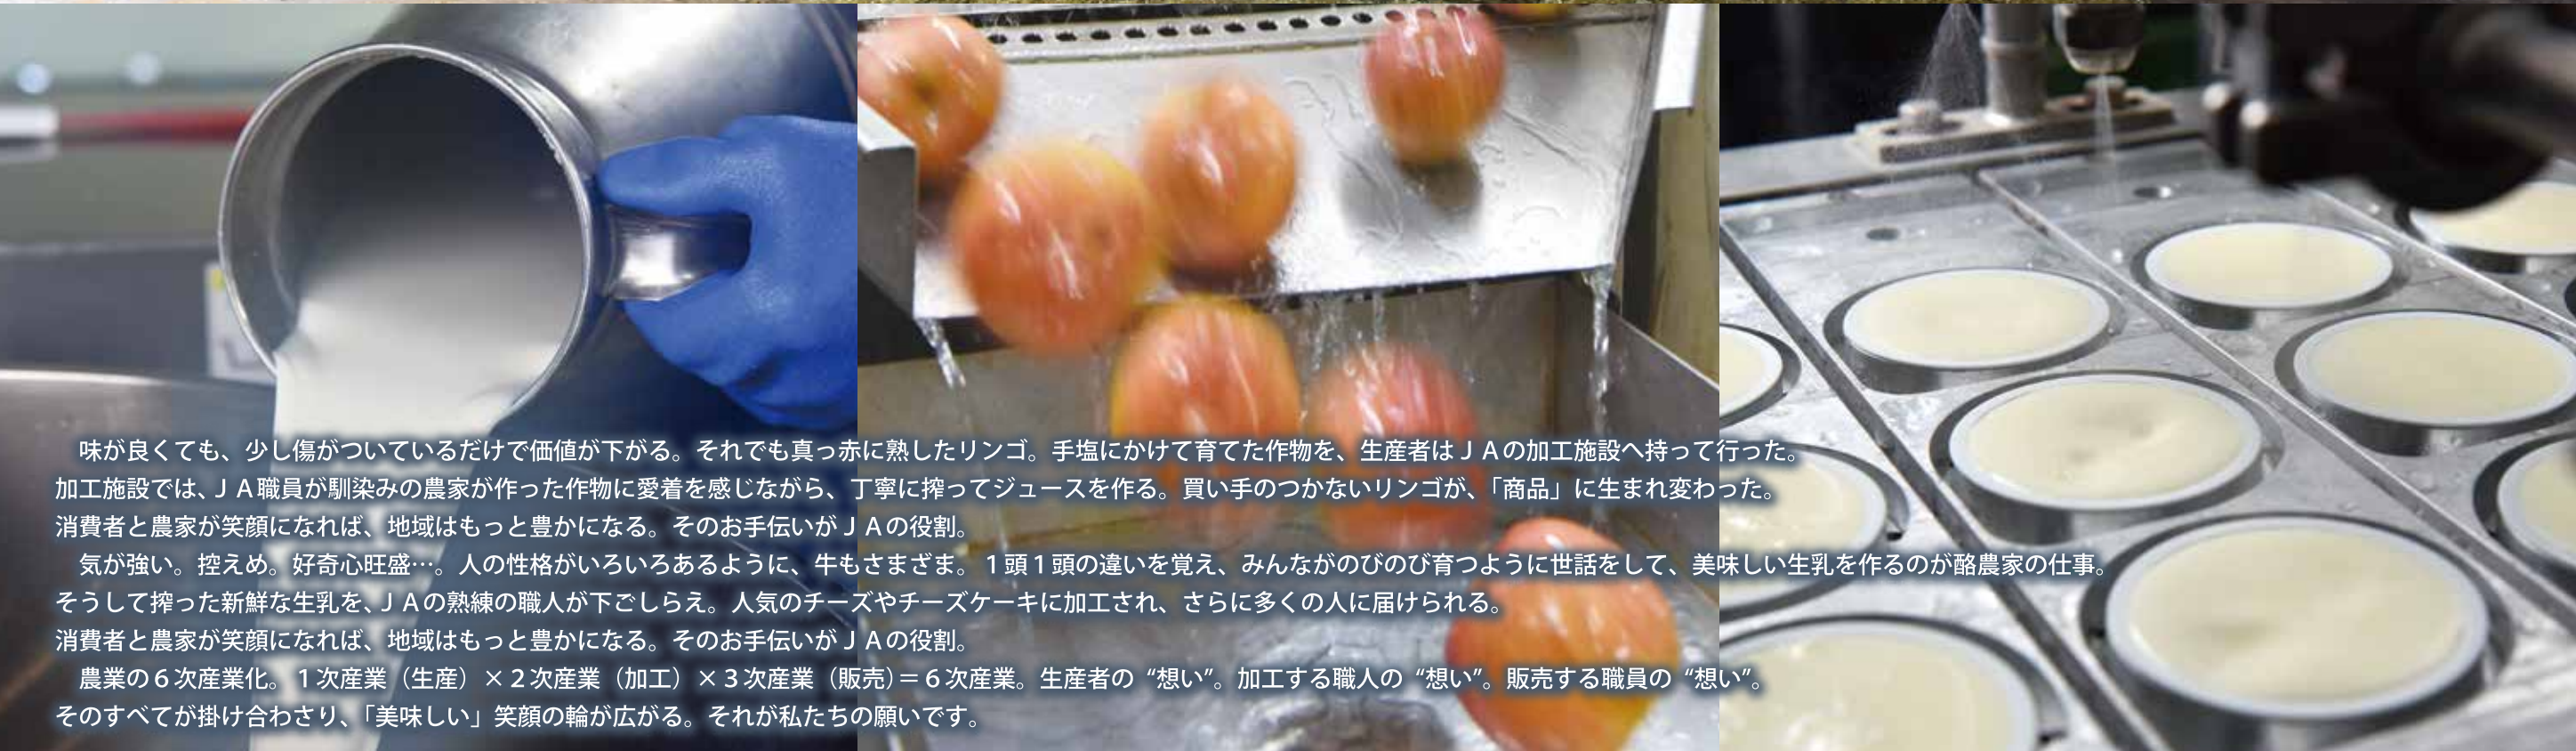 味が良くても、少し傷がついているだけで価値が下がる。それでも真っ赤に熟したリンゴ。手塩にかけて育てた作物を、生産者はＪＡの加工施設へ持って行った。
加工施設では、ＪＡ職員が馴染みの農家が作った作物に愛着を感じながら、丁寧に搾ってジュースを作る。買い手のつかないリンゴが、「商品」に生まれ変わった。
消費者と農家が笑顔になれば、地域はもっと豊かになる。そのお手伝いがＪＡの役割。
　気が強い。控えめ。好奇心旺盛…。人の性格がいろいろあるように、牛もさまざま。１頭１頭の違いを覚え、みんながのびのび育つように世話をして、美味しい生乳を作るのが酪農家の仕事。
そうして搾った新鮮な生乳を、ＪＡの熟練の職人が下ごしらえ。人気のチーズやチーズケーキに加工され、さらに多くの人に届けられる。
消費者と農家が笑顔になれば、地域はもっと豊かになる。そのお手伝いがＪＡの役割。
　農業の６次産業化。１次産業（生産）×２次産業（加工）×３次産業（販売）＝６次産業。生産者の“想い”。加工する職人の“想い”。販売する職員の“想い”。
そのすべてが掛け合わさり、「美味しい」笑顔の輪が広がる。それが私たちの願いです。